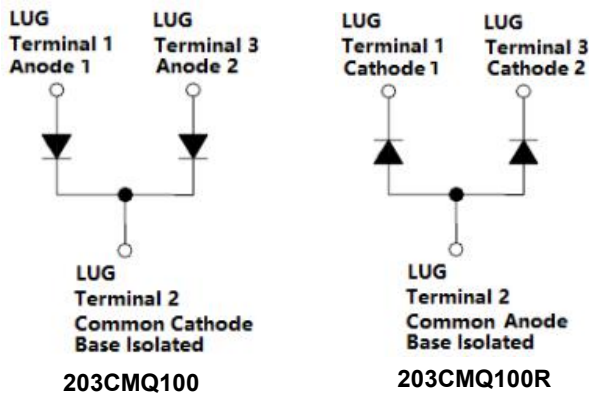 LUG
Terminal 1
Anode 1
LUG
Terminal 3
Anode 2
LUG
Terminal 2
Common Cathode
Base Isolated
203CMQ100
LUG
Terminal 1
Cathode 1
LUG
Terminal 3
Cathode 2
LUG
Terminal 2
Common Anode
Base Isolated
203CMQ100R